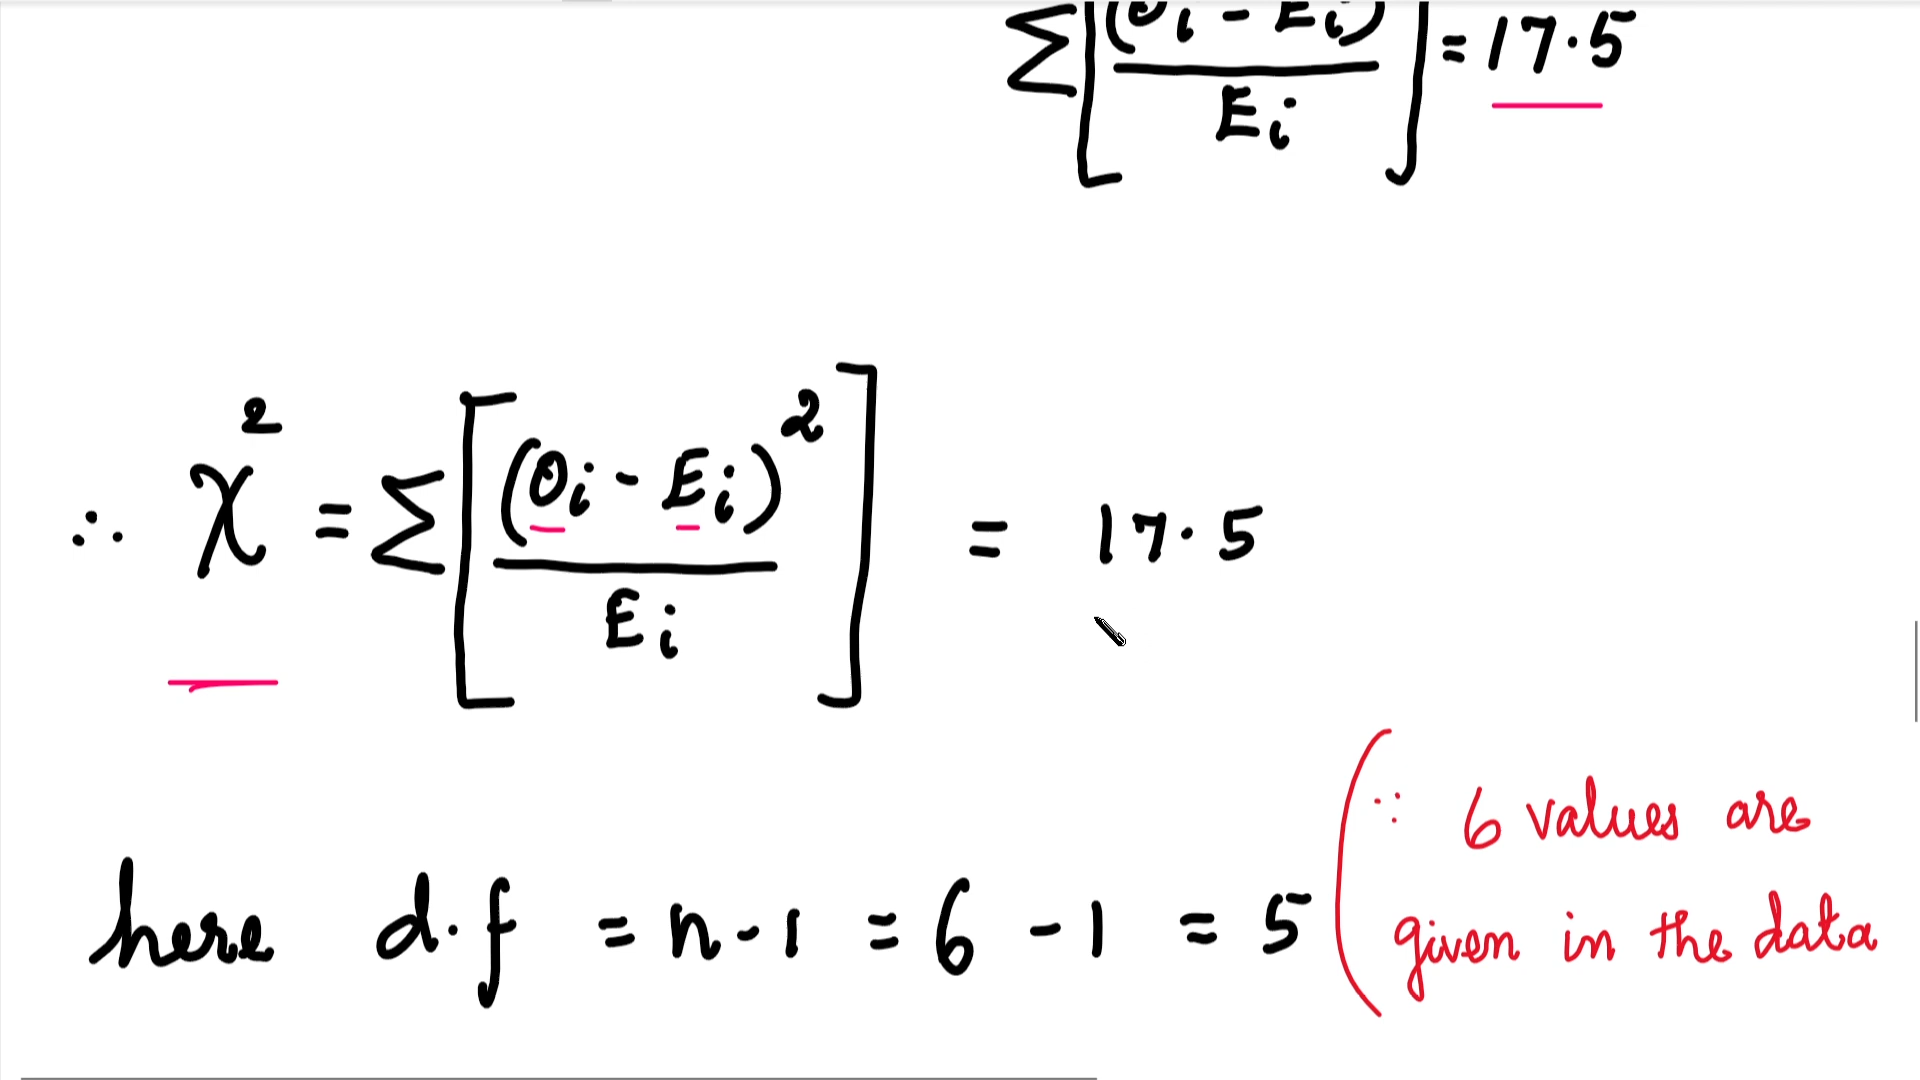 Σ[(Oi - Ei) / Ei] = 17.5
∴ χ² = Σ[(Oi - Ei)² / Ei] = 17.5
here d.f = n-1 = 6 - 1 = 5 (∵ 6 values are
given in the data